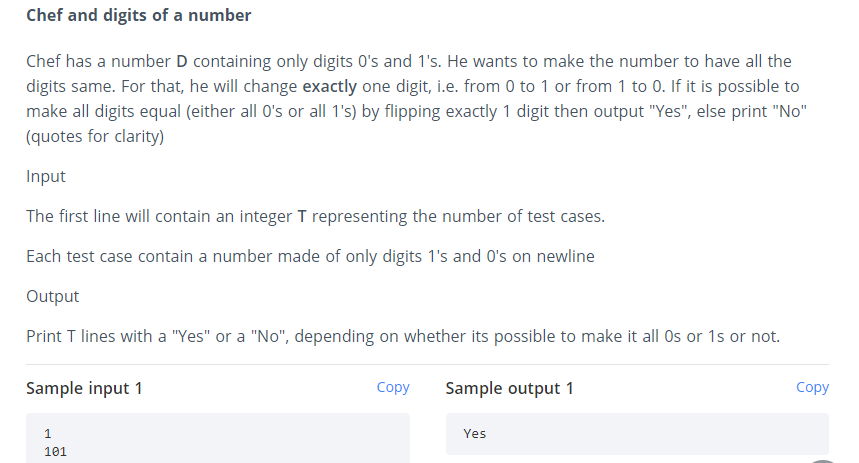 Chef and digits of a number
Chef has a number D containing only digits 0's and 1's. He wants to make the number to have all the
digits same. For that, he will change exactly one digit, i.e. from 0 to 1 or from 1 to 0. If it is possible to
make all digits equal (either all 0's or all 1's) by flipping exactly 1 digit then output "Yes", else print "No"
(quotes for clarity)
Input
The first line will contain an integer T representing the number of test cases.
Each test case contain a number made of only digits 1's and 0's on newline
Output
Print T lines with a "Yes" or a "No", depending on whether its possible to make it all 0s or 1s or not.
Sample input 1 Copy Sample output 1 Copy
1 Yes
101